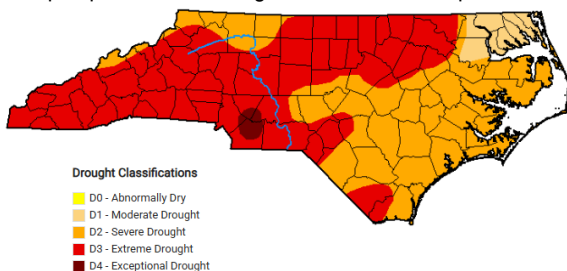 Drought Classifications
D0 - Abnormally Dry
D1 - Moderate Drought
D2 - Severe Drought
D3 - Extreme Drought
D4 - Exceptional Drought